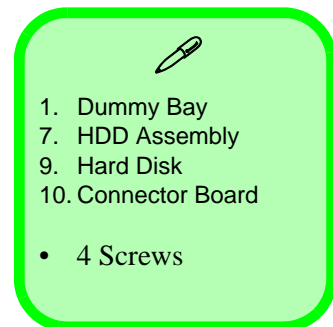 1. Dummy Bay
7. HDD Assembly
9. Hard Disk
10. Connector Board
• 4 Screws